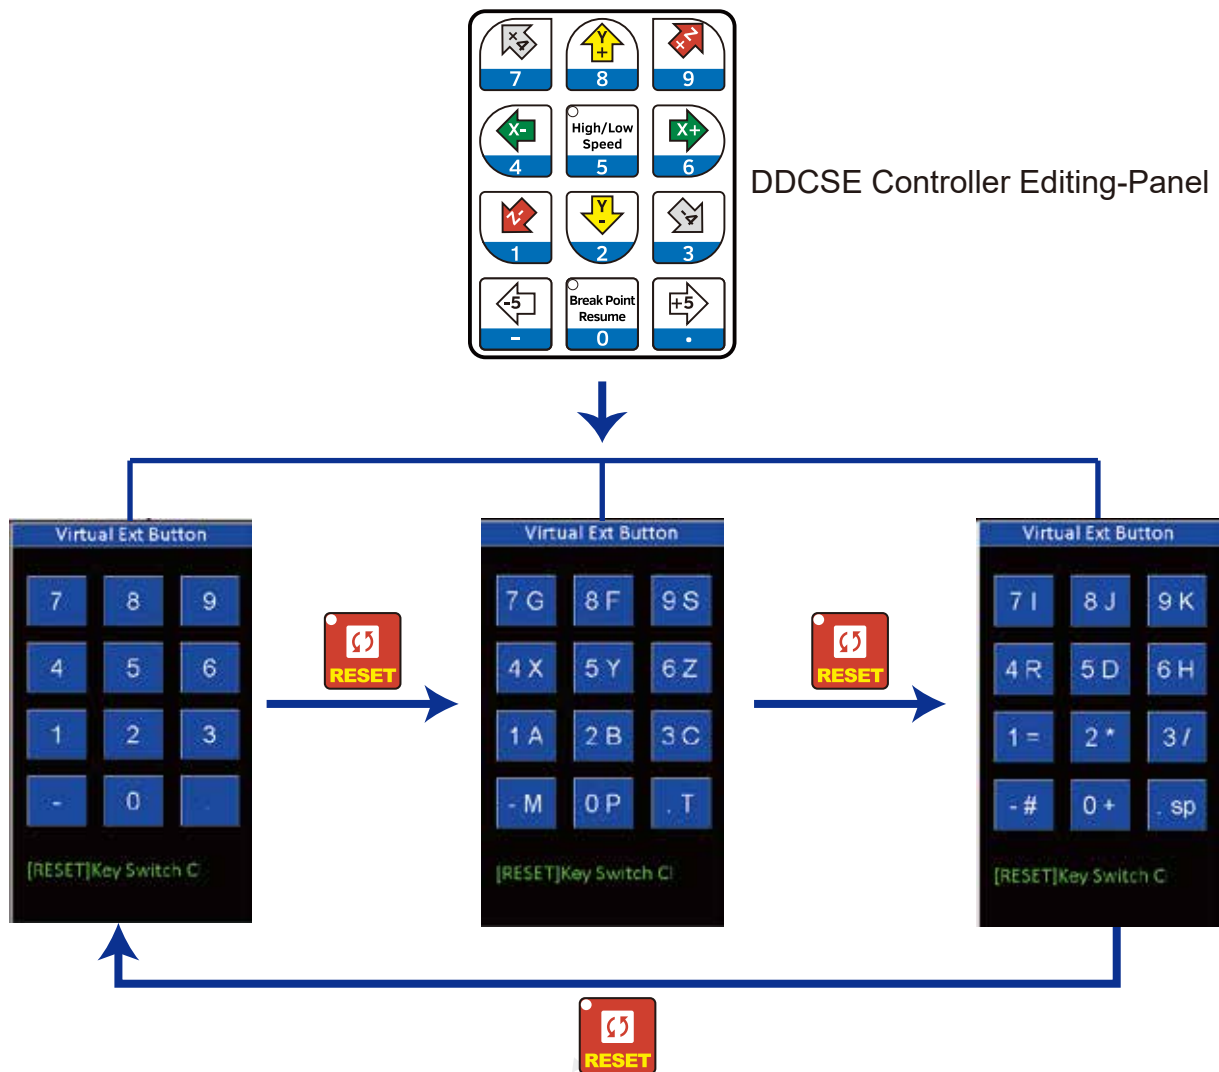 +4
Y
+
Z+
7
8
9
X-
High/Low
Speed
X+
4
5
6
Z-
Y
-
-4
1
2
3
-5
Break Point
Resume
+5
-
0
.
DDCSE Controller Editing-Panel
Virtual Ext Button
7 8 9
4 5 6
1 2 3
- 0 .
[RESET]Key Switch C
RESET
Virtual Ext Button
7 G 8 F 9 S
4 X 5 Y 6 Z
1 A 2 B 3 C
- M 0 P . T
[RESET]Key Switch C
RESET
Virtual Ext Button
7 I 8 J 9 K
4 R 5 D 6 H
1 = 2 * 3 /
- # 0 + . sp
[RESET]Key Switch C
RESET